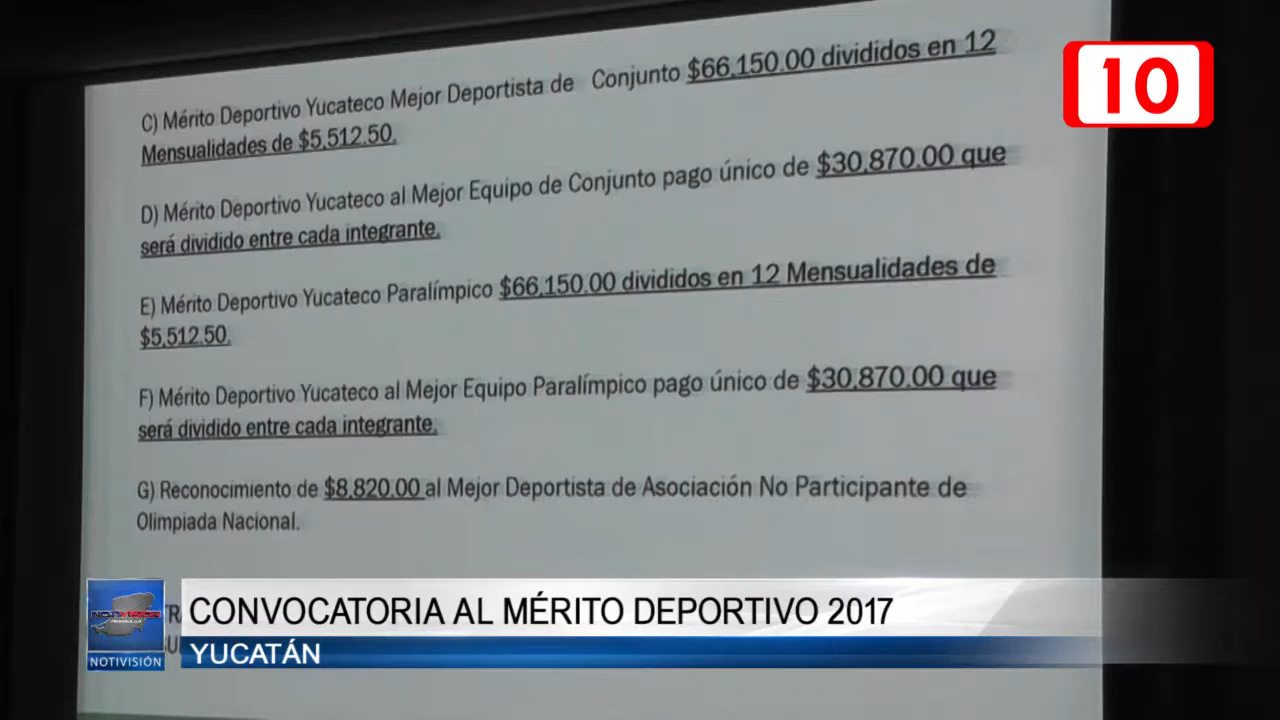 10
C) Mérito Deportivo Yucateco Mejor Deportista de Conjunto $66,150.00 divididos en 12
Mensualidades de $5,512.50.
D) Mérito Deportivo Yucateco al Mejor Equipo de Conjunto pago único de $30,870.00 que
será dividido entre cada integrante.
E) Mérito Deportivo Yucateco Paralímpico $66,150.00 divididos en 12 Mensualidades de
$5,512.50.
F) Mérito Deportivo Yucateco al Mejor Equipo Paralímpico pago único de $30,870.00 que
será dividido entre cada integrante.
G) Reconocimiento de $8,820.00 al Mejor Deportista de Asociación No Participante de
Olimpiada Nacional.
CONVOCATORIA AL MÉRITO DEPORTIVO 2017
YUCATÁN
NOTIVISIÓN